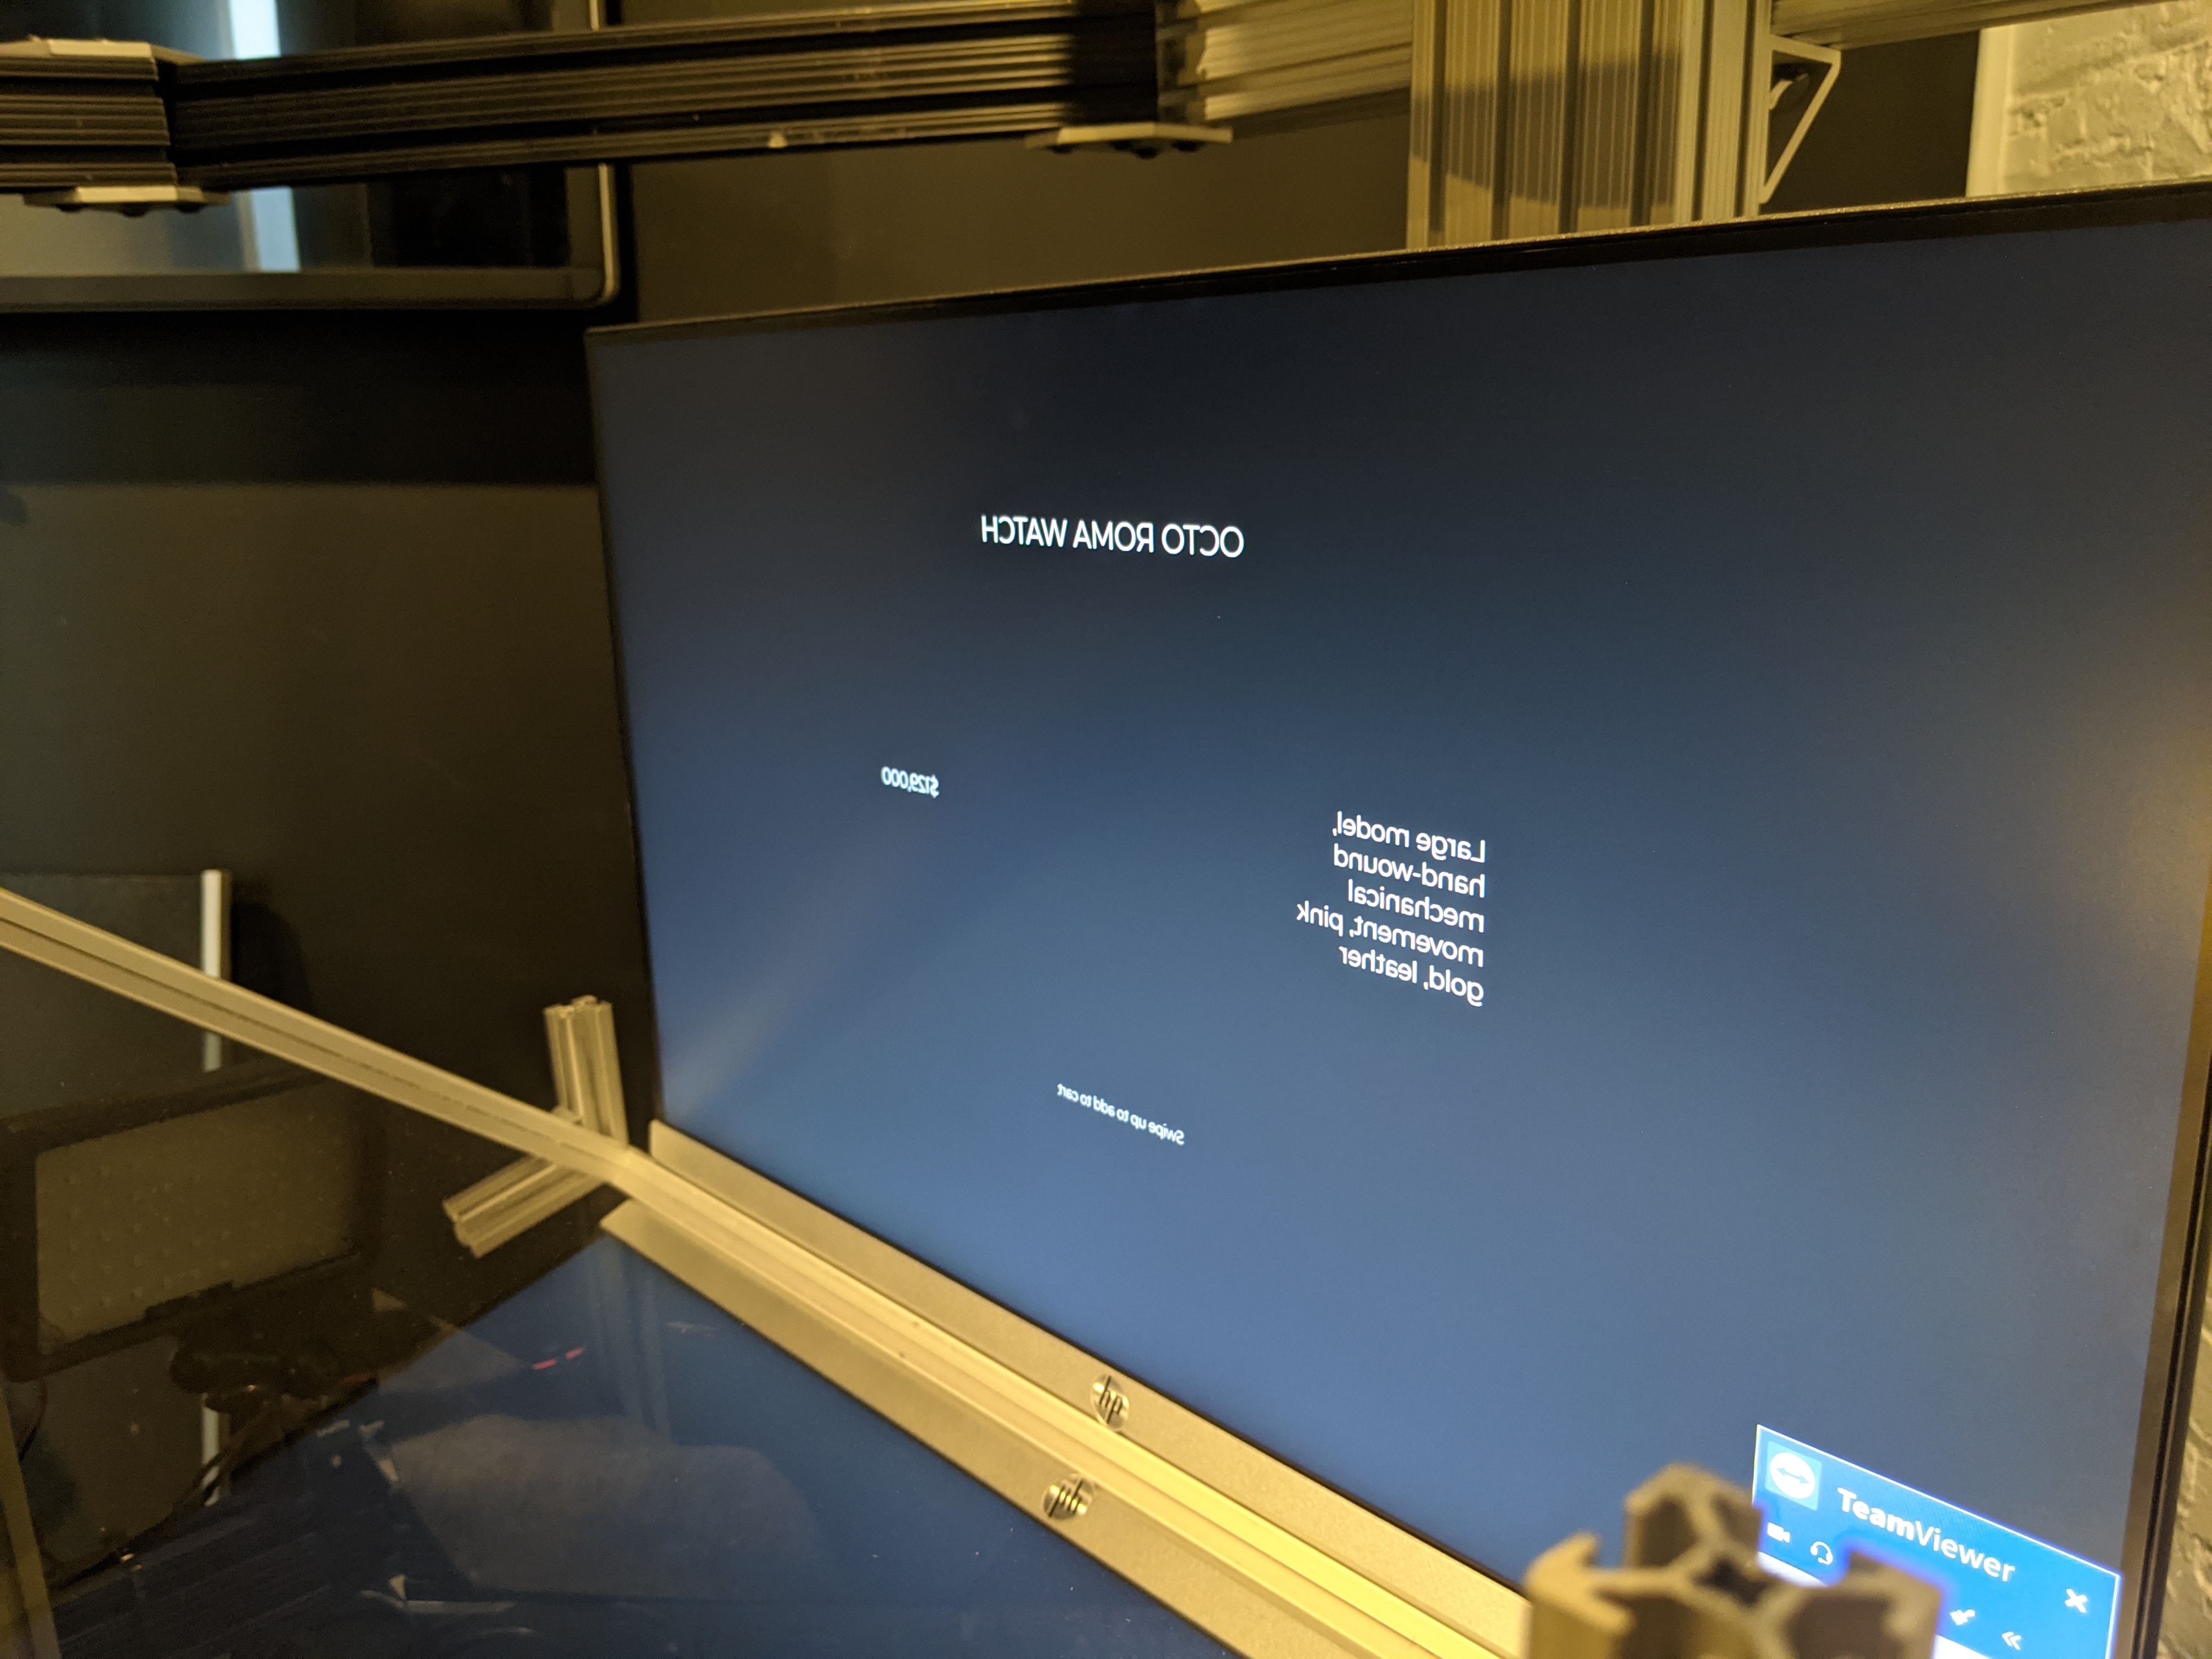 OCTO ROMA WATCH
$129,000
Large model,
hand-wound
mechanical
movement, pink
gold, leather
Swipe up to add to cart
hp
hp
TeamViewer